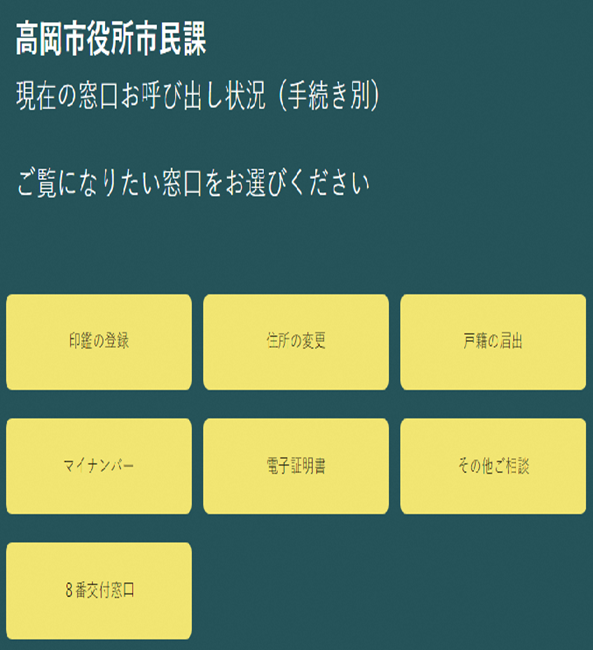 高岡市役所市民課
現在の窓口お呼び出し状況（手続き別）
ご覧になりたい窓口をお選びください
印鑑の登録
住所の変更
戸籍の届出
マイナンバー
電子証明書
その他ご相談
８番交付窓口